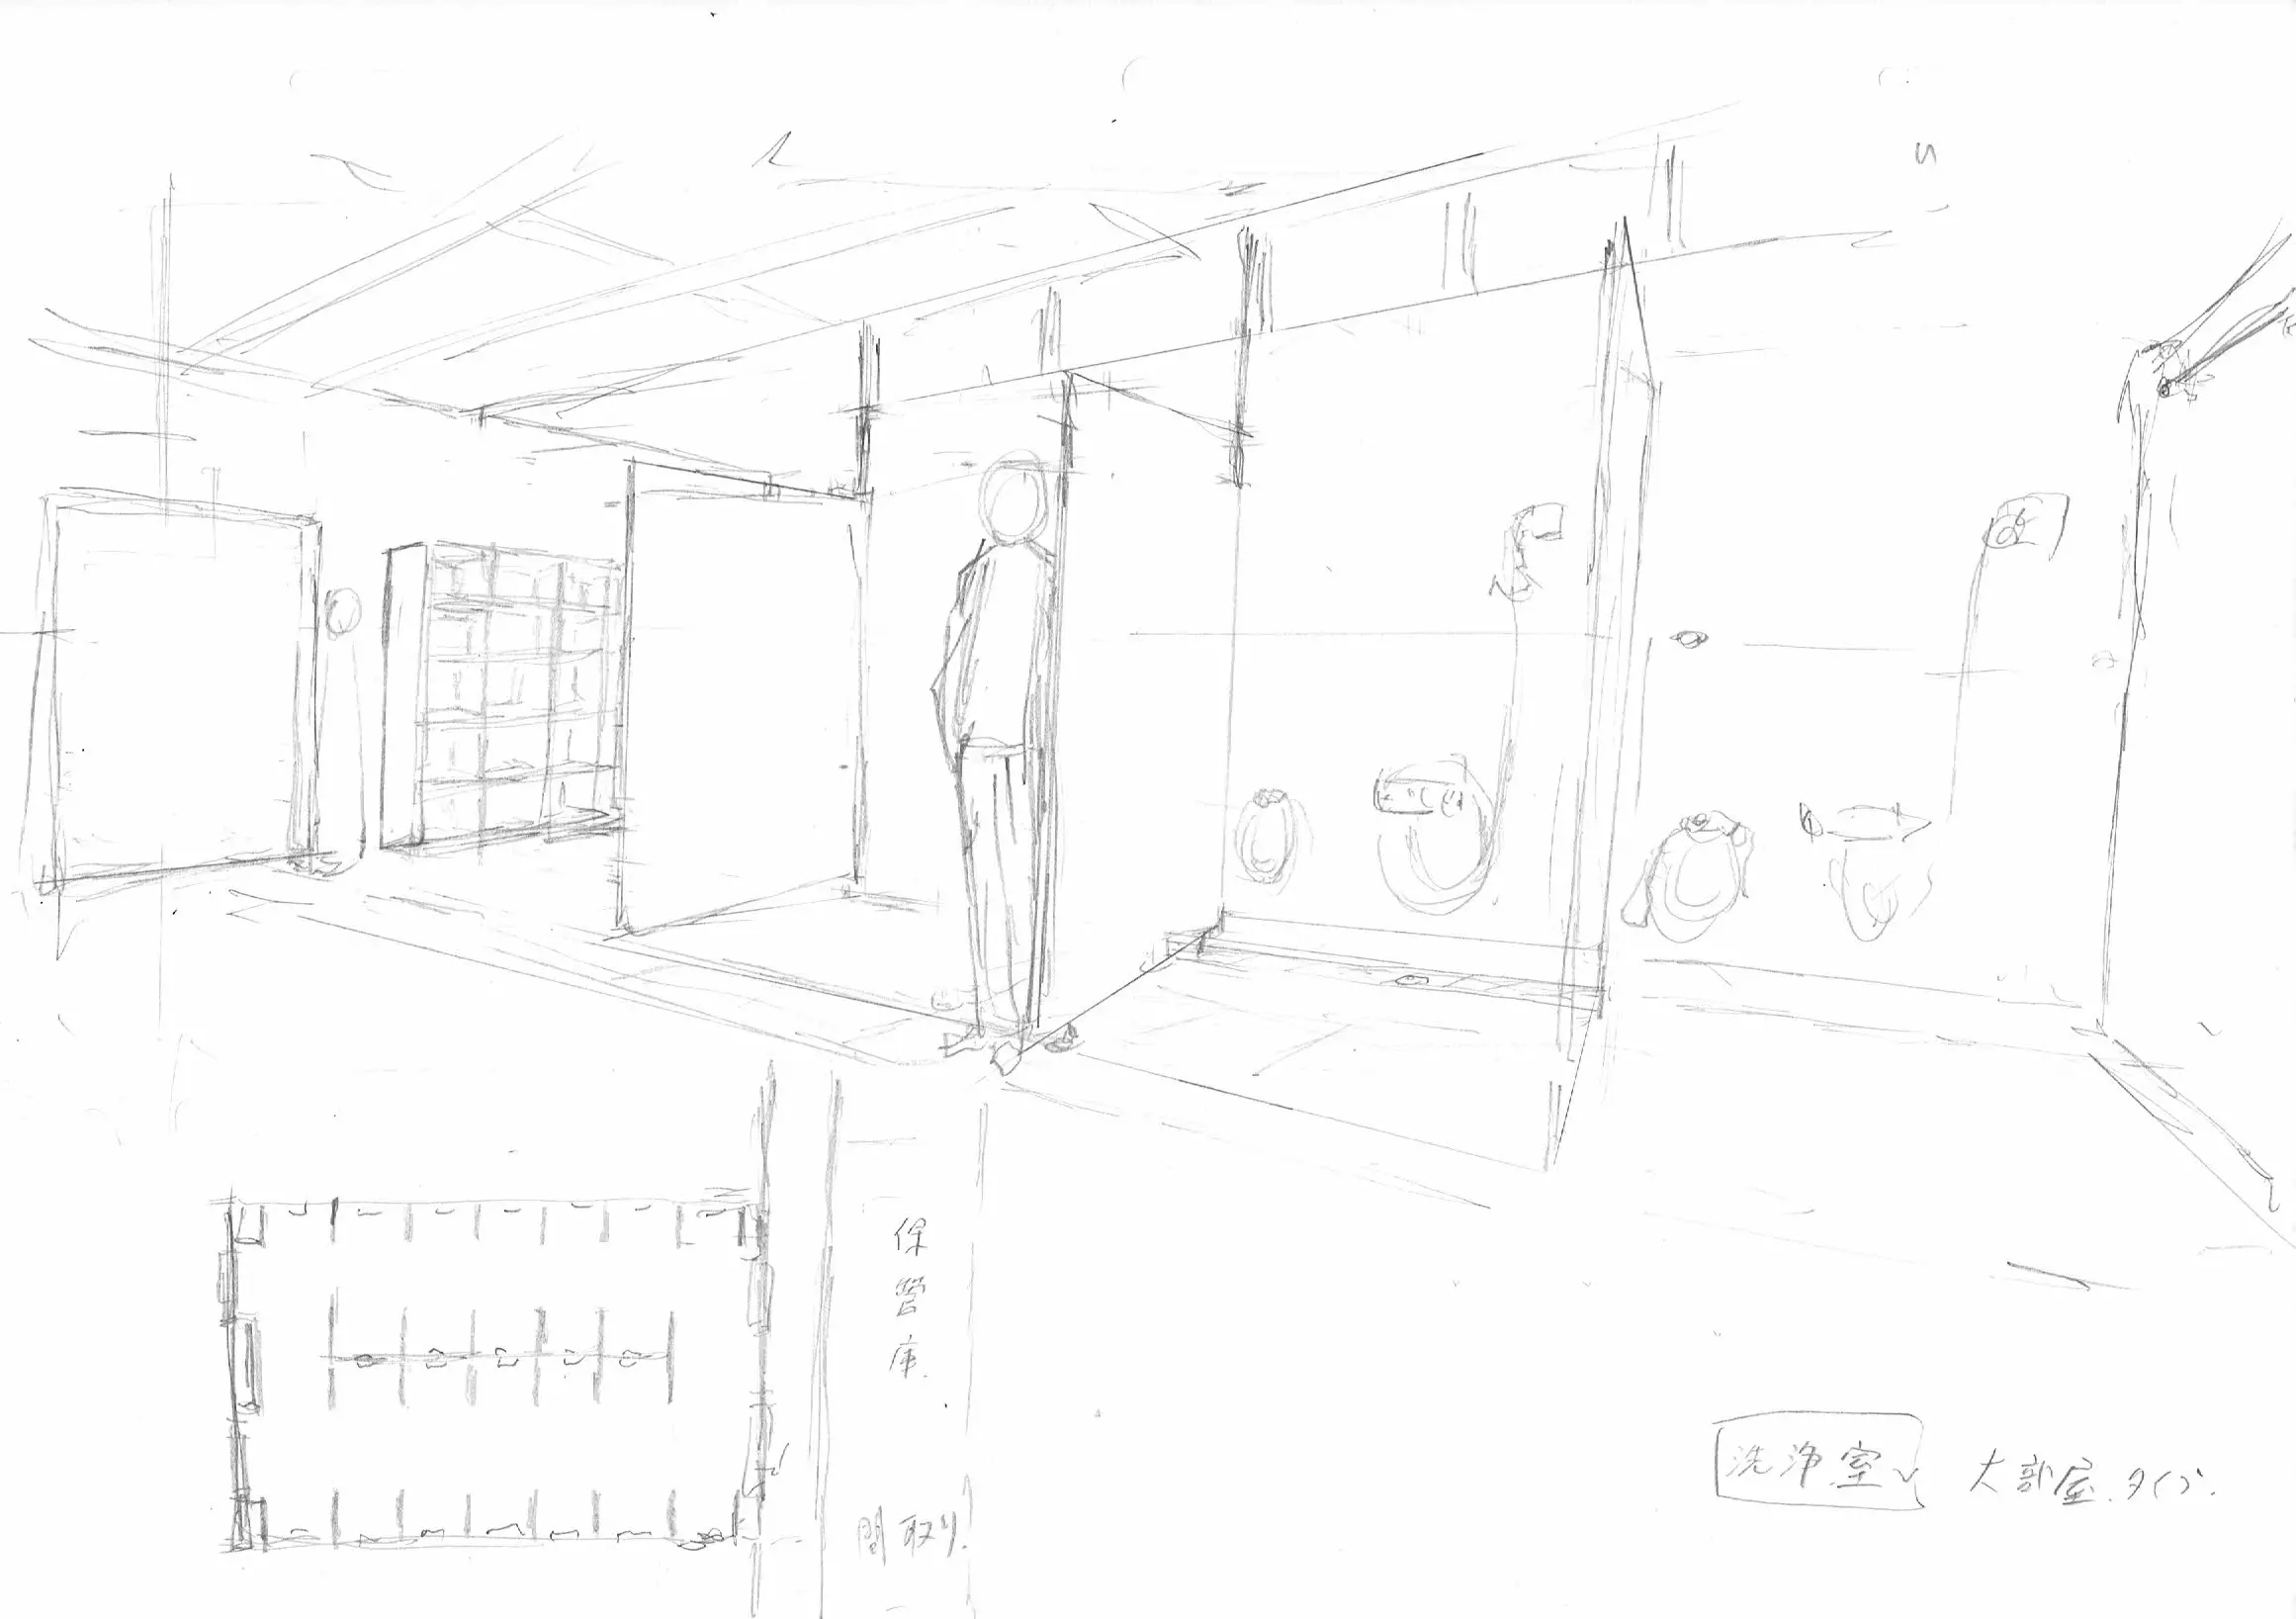 保管庫
間取り
洗浄室 大部屋タイプ